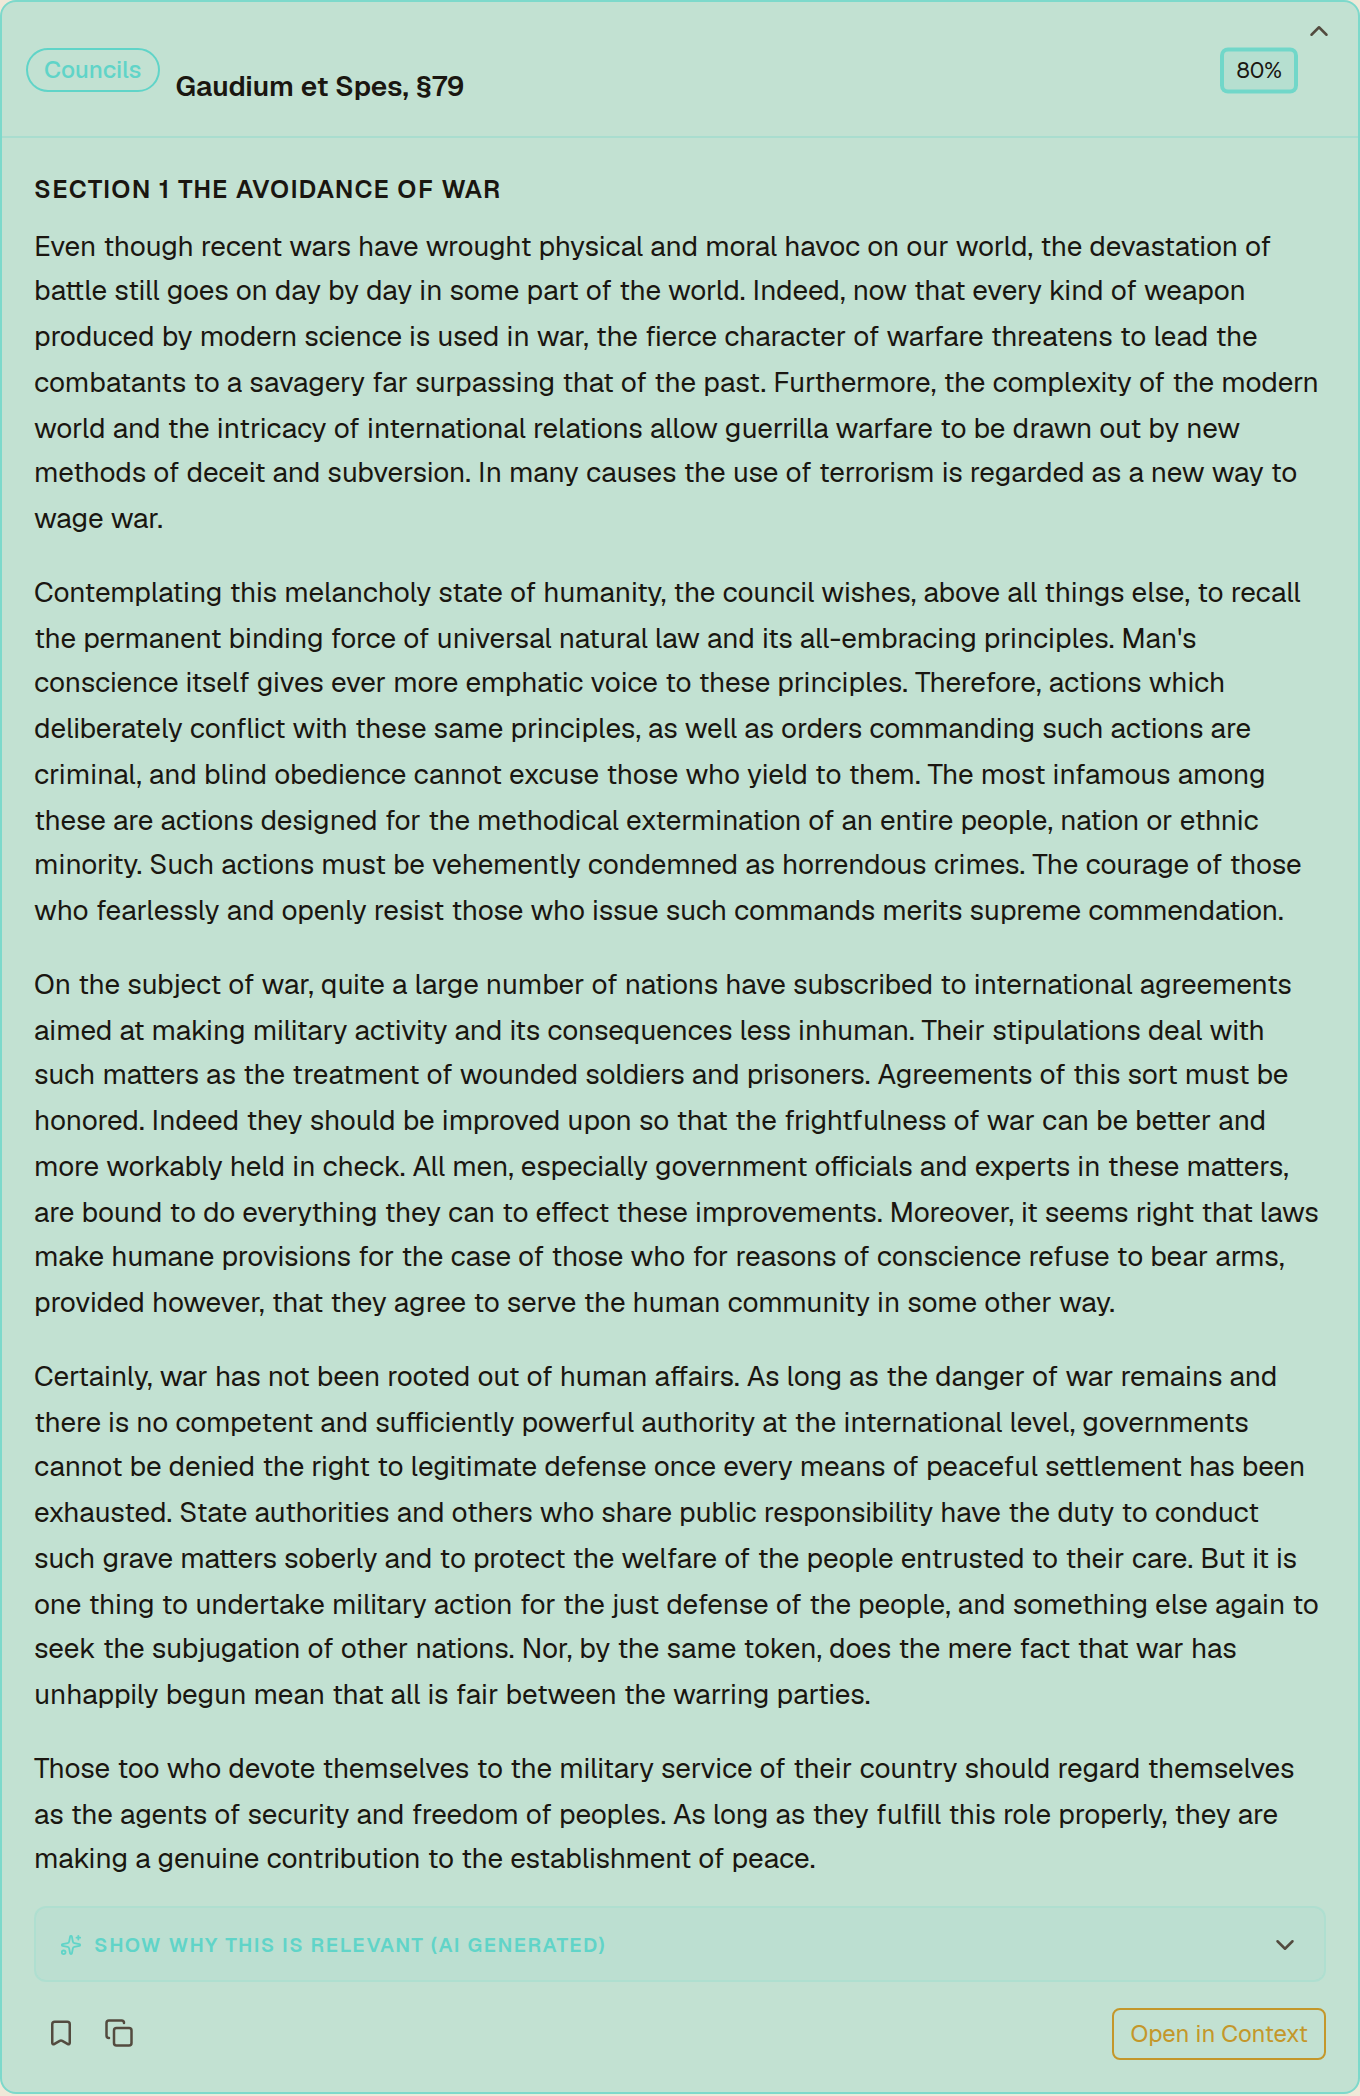 Councils
Gaudium et Spes, §79
80%
SECTION 1 THE AVOIDANCE OF WAR
Even though recent wars have wrought physical and moral havoc on our world, the devastation of
battle still goes on day by day in some part of the world. Indeed, now that every kind of weapon
produced by modern science is used in war, the fierce character of warfare threatens to lead the
combatants to a savagery far surpassing that of the past. Furthermore, the complexity of the modern
world and the intricacy of international relations allow guerrilla warfare to be drawn out by new
methods of deceit and subversion. In many causes the use of terrorism is regarded as a new way to
wage war.
Contemplating this melancholy state of humanity, the council wishes, above all things else, to recall
the permanent binding force of universal natural law and its all-embracing principles. Man's
conscience itself gives ever more emphatic voice to these principles. Therefore, actions which
deliberately conflict with these same principles, as well as orders commanding such actions are
criminal, and blind obedience cannot excuse those who yield to them. The most infamous among
these are actions designed for the methodical extermination of an entire people, nation or ethnic
minority. Such actions must be vehemently condemned as horrendous crimes. The courage of those
who fearlessly and openly resist those who issue such commands merits supreme commendation.
On the subject of war, quite a large number of nations have subscribed to international agreements
aimed at making military activity and its consequences less inhuman. Their stipulations deal with
such matters as the treatment of wounded soldiers and prisoners. Agreements of this sort must be
honored. Indeed they should be improved upon so that the frightfulness of war can be better and
more workably held in check. All men, especially government officials and experts in these matters,
are bound to do everything they can to effect these improvements. Moreover, it seems right that laws
make humane provisions for the case of those who for reasons of conscience refuse to bear arms,
provided however, that they agree to serve the human community in some other way.
Certainly, war has not been rooted out of human affairs. As long as the danger of war remains and
there is no competent and sufficiently powerful authority at the international level, governments
cannot be denied the right to legitimate defense once every means of peaceful settlement has been
exhausted. State authorities and others who share public responsibility have the duty to conduct
such grave matters soberly and to protect the welfare of the people entrusted to their care. But it is
one thing to undertake military action for the just defense of the people, and something else again to
seek the subjugation of other nations. Nor, by the same token, does the mere fact that war has
unhappily begun mean that all is fair between the warring parties.
Those too who devote themselves to the military service of their country should regard themselves
as the agents of security and freedom of peoples. As long as they fulfill this role properly, they are
making a genuine contribution to the establishment of peace.
SHOW WHY THIS IS RELEVANT (AI GENERATED)
Open in Context